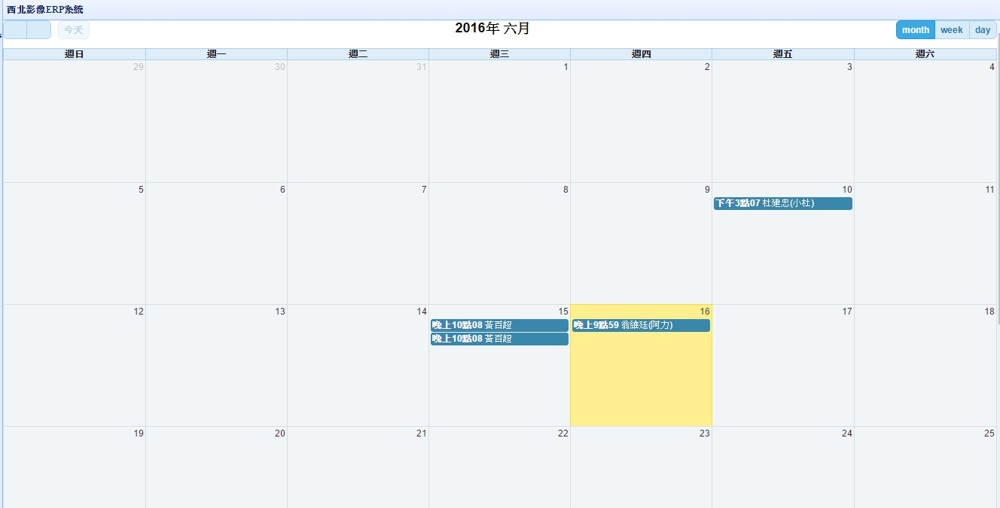 西北影像ERP系統
今天
2016年 六月
month week day
週日 週一 週二 週三 週四 週五 週六
29 30 31 1 2 3 4
5 6 7 8 9 10 11
下午3點07 杜建忠(小杜)
12 13 14 15 16 17 18
晚上10點08 黃百超 晚上9點59 翁維廷(阿力)
晚上10點08 黃百超
19 20 21 22 23 24 25